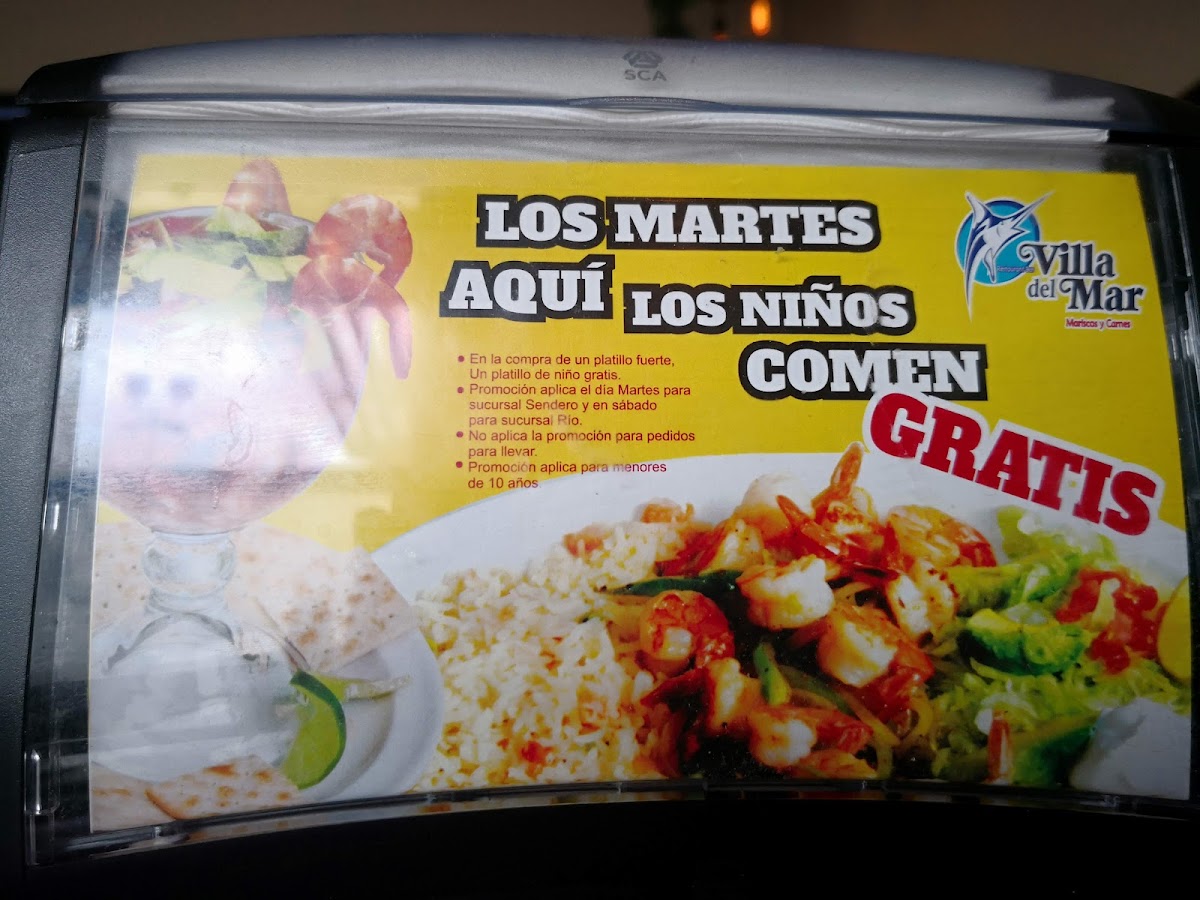 SCA
LOS MARTES
AQUÍ LOS NIÑOS
COMEN
GRATIS
Villa
del Mar
Mariscos y Carnes
• En la compra de un platillo fuerte,
Un platillo de niño gratis.
• Promoción aplica el día Martes para
sucursal Sendero y en sábado
para sucursal Rio.
• No aplica la promoción para pedidos
para llevar.
• Promoción aplica para menores
de 10 años.